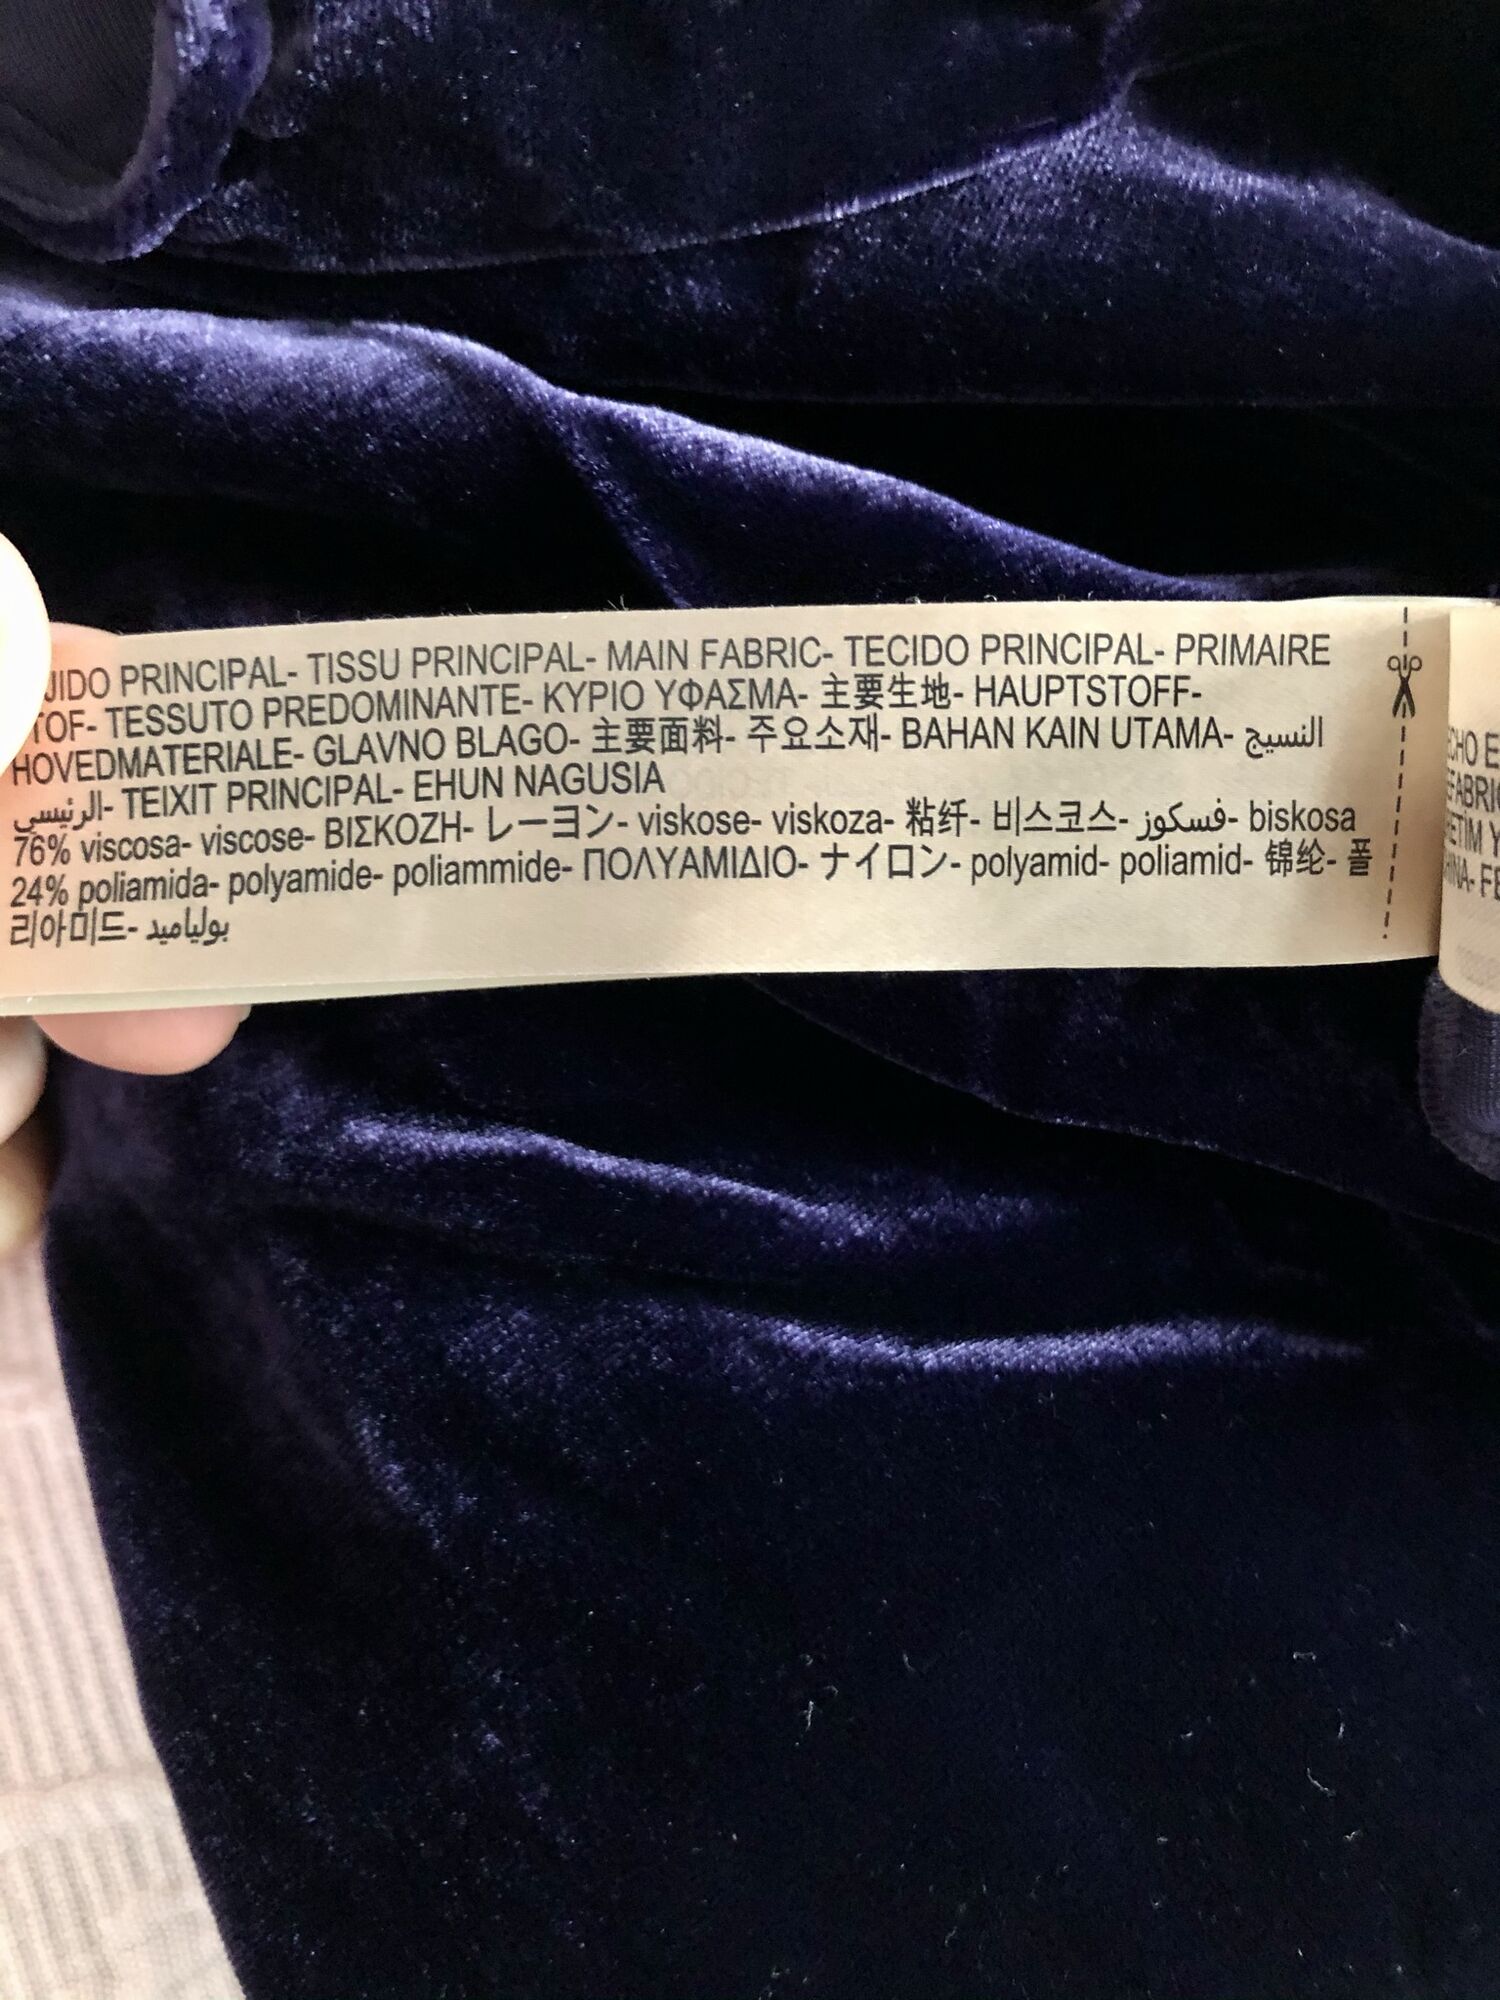 PRINCIPAL- TISSU PRINCIPAL- MAIN FABRIC- TECIDO PRINCIPAL- PRIMAIRE
TOF- TESSUTO PREDOMINANTE- ΚΥΡΙΟ ΥΦΑΣΜΑ- 主要生地- HAUPTSTOFF-
HOVEDMATERIALE- GLAVNO BLAGO- 主要面料- 주요소재- BAHAN KAIN UTAMA- النسيج
الرئيسي- TEIXIT PRINCIPAL- EHUN NAGUSIA
76% viscosa- viscose- ΒΙΣΚΟΖΗ- レーヨン- viskose- viskoza- 粘纤- 비스코스- فسكوز- biskosa
24% poliamida- polyamide- poliammide- ΠΟΛΥΑΜΙΔΙΟ- ナイロン- polyamid- poliamid- 锦纶- 폴
리아미드- بولياميد